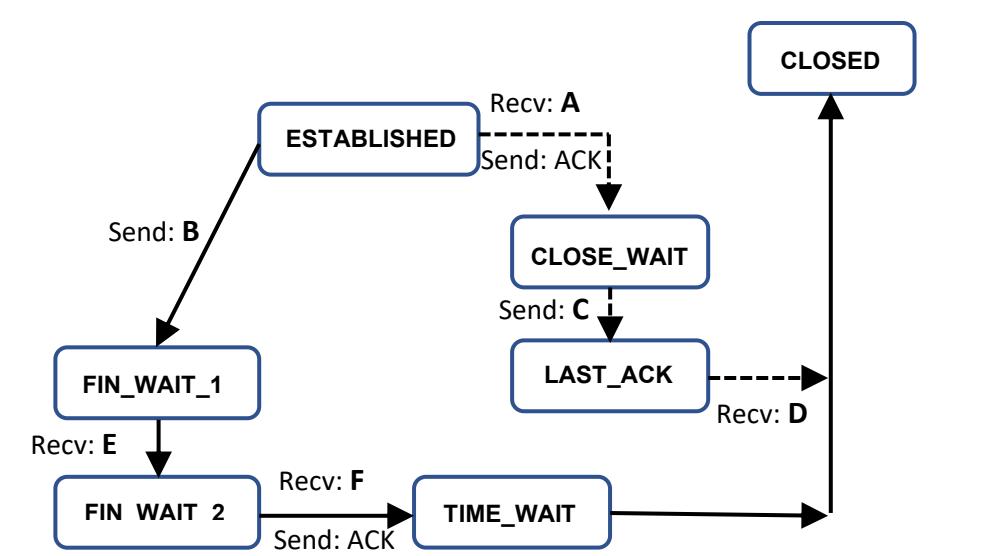 CLOSED
Recv: A
ESTABLISHED
Send: ACK
Send: B
CLOSE_WAIT
Send: C
FIN_WAIT_1
LAST_ACK
Recv: D
Recv: E
Recv: F
FIN WAIT 2
TIME_WAIT
Send: ACK